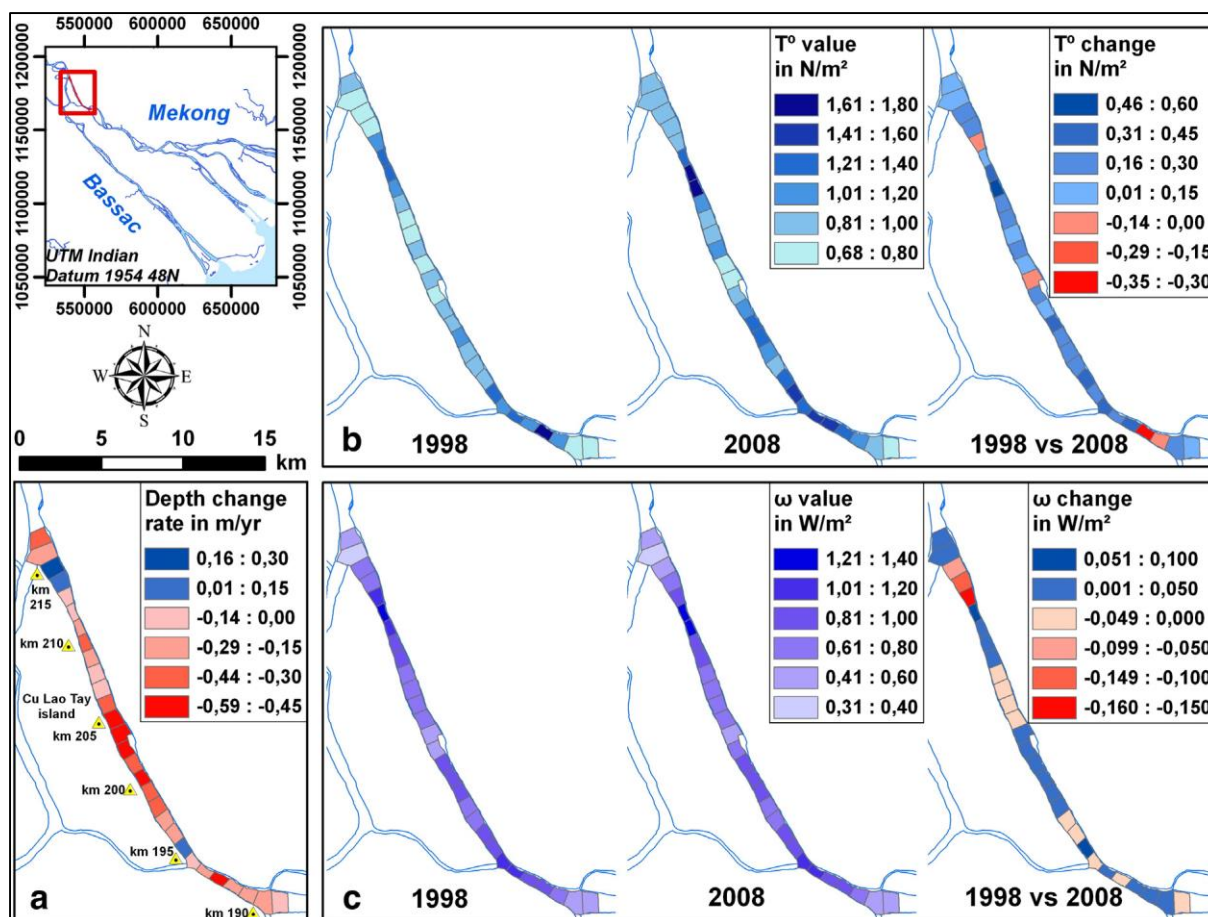 550000 600000 650000
1200000
1150000
1100000
1050000
Mekong
Bassac
UTM Indian
Datum 1954 48N
550000 600000 650000
N
W E
S
0 5 10 15
km
T° value
in N/m²
1,61 : 1,80
1,41 : 1,60
1,21 : 1,40
1,01 : 1,20
0,81 : 1,00
0,68 : 0,80
T° change
in N/m²
0,46 : 0,60
0,31 : 0,45
0,16 : 0,30
0,01 : 0,15
-0,14 : 0,00
-0,29 : -0,15
-0,35 : -0,30
b 1998 2008 1998 vs 2008
Depth change
rate in m/yr
0,16 : 0,30
0,01 : 0,15
-0,14 : 0,00
-0,29 : -0,15
-0,44 : -0,30
-0,59 : -0,45
km
215
km 210
Cu Lao Tay
island
km 205
km 200
km 195
km 190
a
ω value
in W/m²
1,21 : 1,40
1,01 : 1,20
0,81 : 1,00
0,61 : 0,80
0,41 : 0,60
0,31 : 0,40
ω change
in W/m²
0,051 : 0,100
0,001 : 0,050
-0,049 : 0,000
-0,099 : -0,050
-0,149 : -0,100
-0,160 : -0,150
c 1998 2008 1998 vs 2008